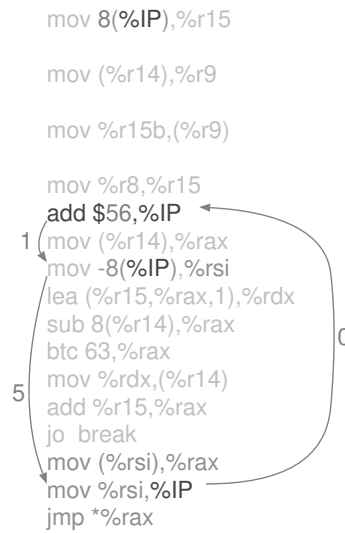 mov 8(%IP),%r15
mov (%r14),%r9
mov %r15b,(%r9)
mov %r8,%r15
add $56,%IP
1
mov (%r14),%rax
mov -8(%IP),%rsi
lea (%r15,%rax,1),%rdx
sub 8(%r14),%rax
0
btc 63,%rax
mov %rdx,(%r14)
5
add %r15,%rax
jo break
mov (%rsi),%rax
mov %rsi,%IP
jmp *%rax